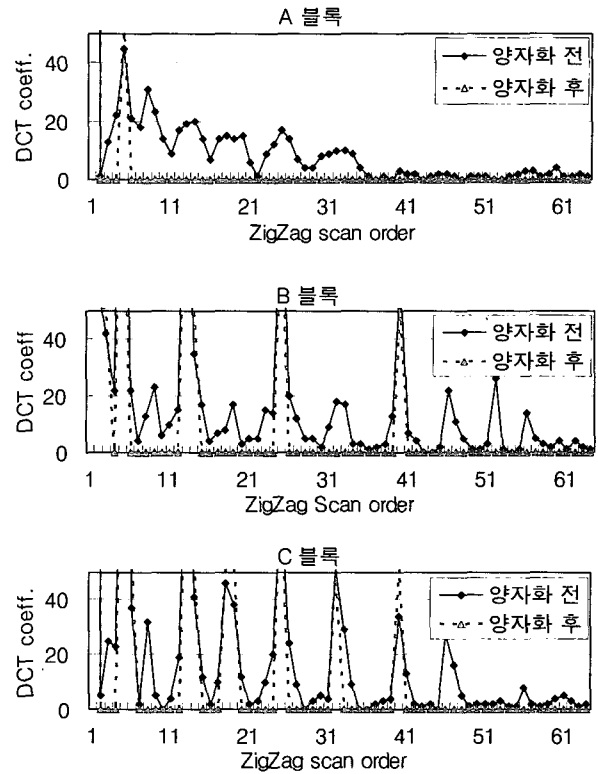 A 블록
50
40
20
0
DCT coeff.
양자화 전
양자화 후
1 11 21 31 41 51 61
ZigZag scan order
B 블록
40
20
0
DCT coeff
양자화 전
양자화 후
1 11 21 31 41 51 61
ZigZag Scan order
C 블록
40
20
0
DCT coeff.
양자화 전
양자화 후
1 11 21 31 41 51 61
ZigZag scan order